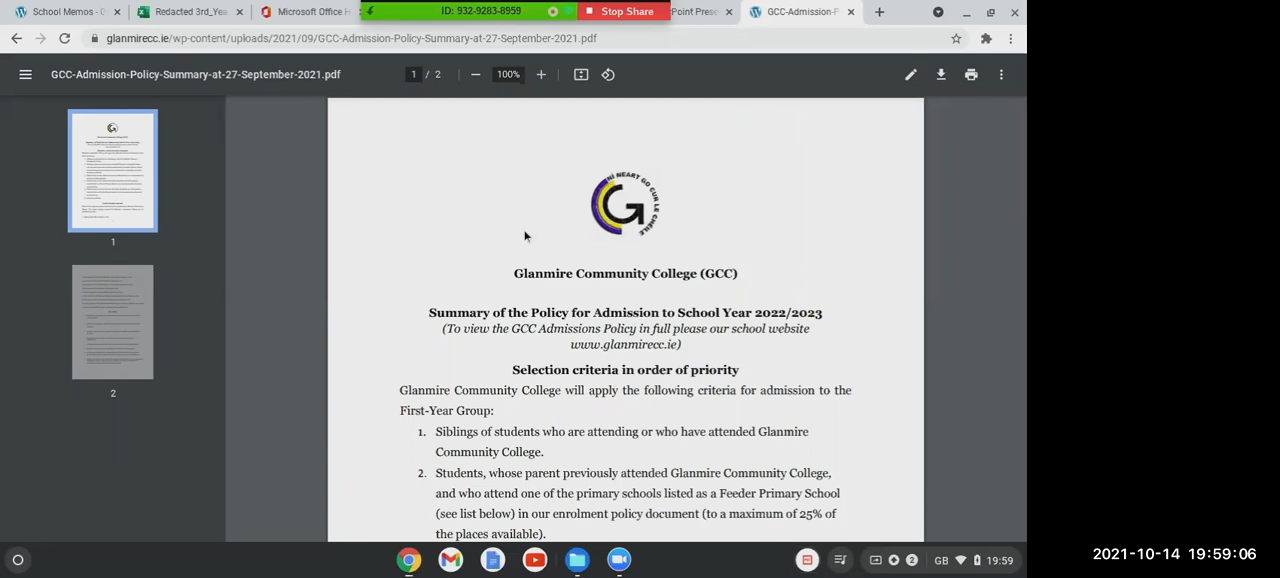 School Memos - G
Redacted 3rd_Yea
Microsoft Office H
ID: 932-9283-8959
Stop Share
Point Prese
GCC-Admission-P
glanmirecc.ie/wp-content/uploads/2021/09/GCC-Admission-Policy-Summary-at-27-September-2021.pdf
GCC-Admission-Policy-Summary-at-27-September-2021.pdf
1 / 2
100%
NÍ NEART GO CUR LE CHEILE
Glanmire Community College (GCC)
Summary of the Policy for Admission to School Year 2022/2023
(To view the GCC Admissions Policy in full please our school website
www.glanmirecc.ie)
Selection criteria in order of priority
Glanmire Community College will apply the following criteria for admission to the
First-Year Group:
1. Siblings of students who are attending or who have attended Glanmire
Community College.
2. Students, whose parent previously attended Glanmire Community College,
and who attend one of the primary schools listed as a Feeder Primary School
(see list below) in our enrolment policy document (to a maximum of 25% of
the places available).
1
2
2
GB
19:59
2021-10-14 19:59:06